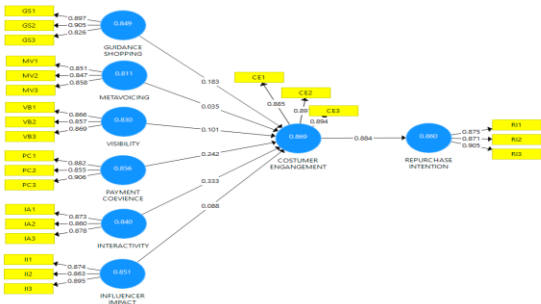 GS1
GS2
GS3
0.897
0.905
0.826
0.849
GUIDANCE
SHOPPING
MV1
MV2
MV3
0.851
0.847
0.858
0.811
METAVOICING
VB1
VB2
VB3
0.866
0.857
0.869
0.830
VISIBILITY
PC1
PC2
PC3
0.882
0.855
0.906
0.856
PAYMENT
COEVIENCE
IA1
IA2
IA3
0.873
0.860
0.878
0.840
INTERACTIVITY
II1
II2
II3
0.874
0.863
0.895
0.851
INFLUENCER
IMPACT
0.183
0.035
0.101
0.242
0.333
0.088
CE1
CE2
CE3
0.885
0.89
0.894
0.869
COSTUMER
ENGANGEMENT
0.884
0.860
REPURCHASE
INTENTION
0.875
0.871
0.905
RI1
RI2
RI3